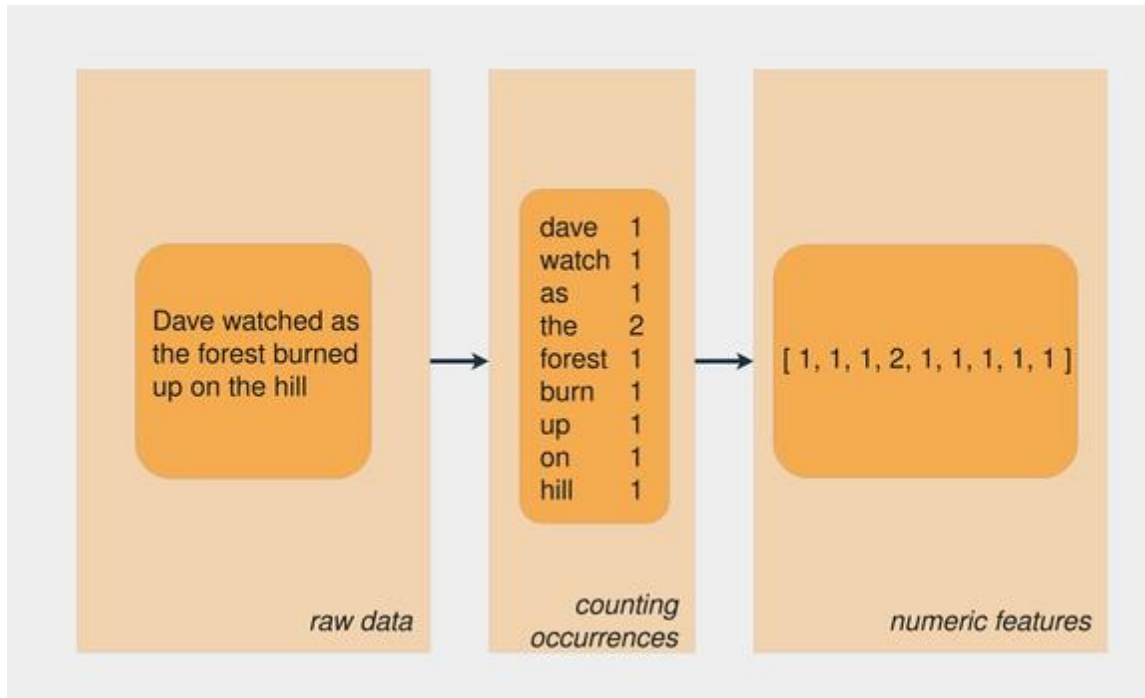 Dave watched as
the forest burned
up on the hill
raw data
dave 1
watch 1
as 1
the 2
forest 1
burn 1
up 1
on 1
hill 1
counting
occurrences
[ 1, 1, 1, 2, 1, 1, 1, 1, 1 ]
numeric features